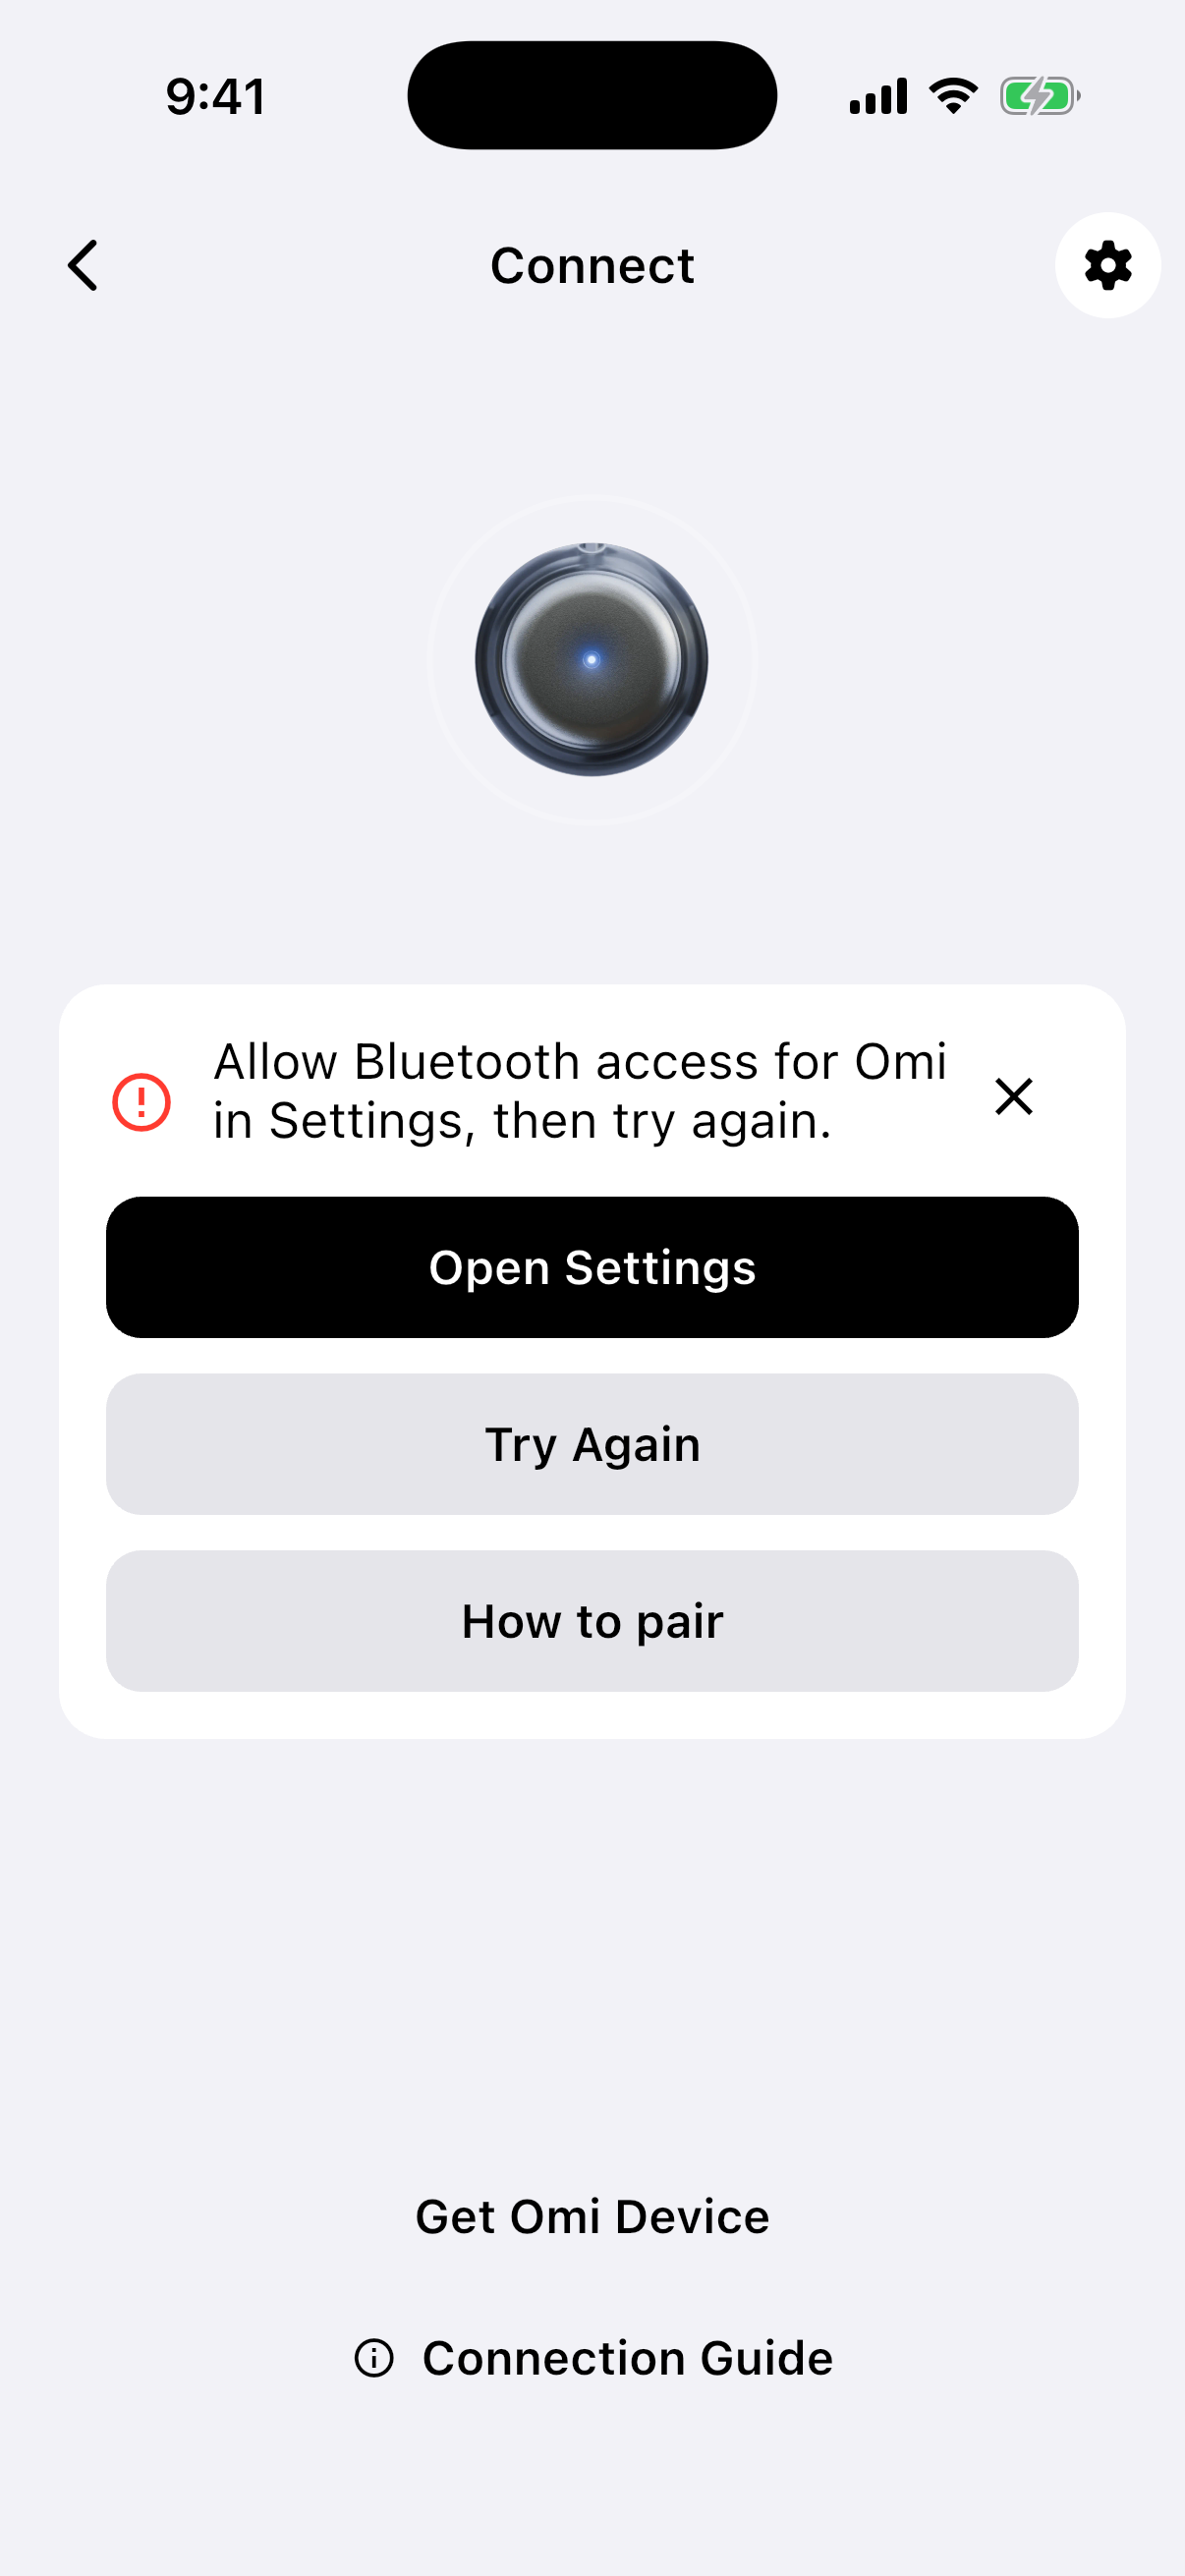 9:41
Connect
Allow Bluetooth access for Omi
in Settings, then try again.
Open Settings
Try Again
How to pair
Get Omi Device
Connection Guide